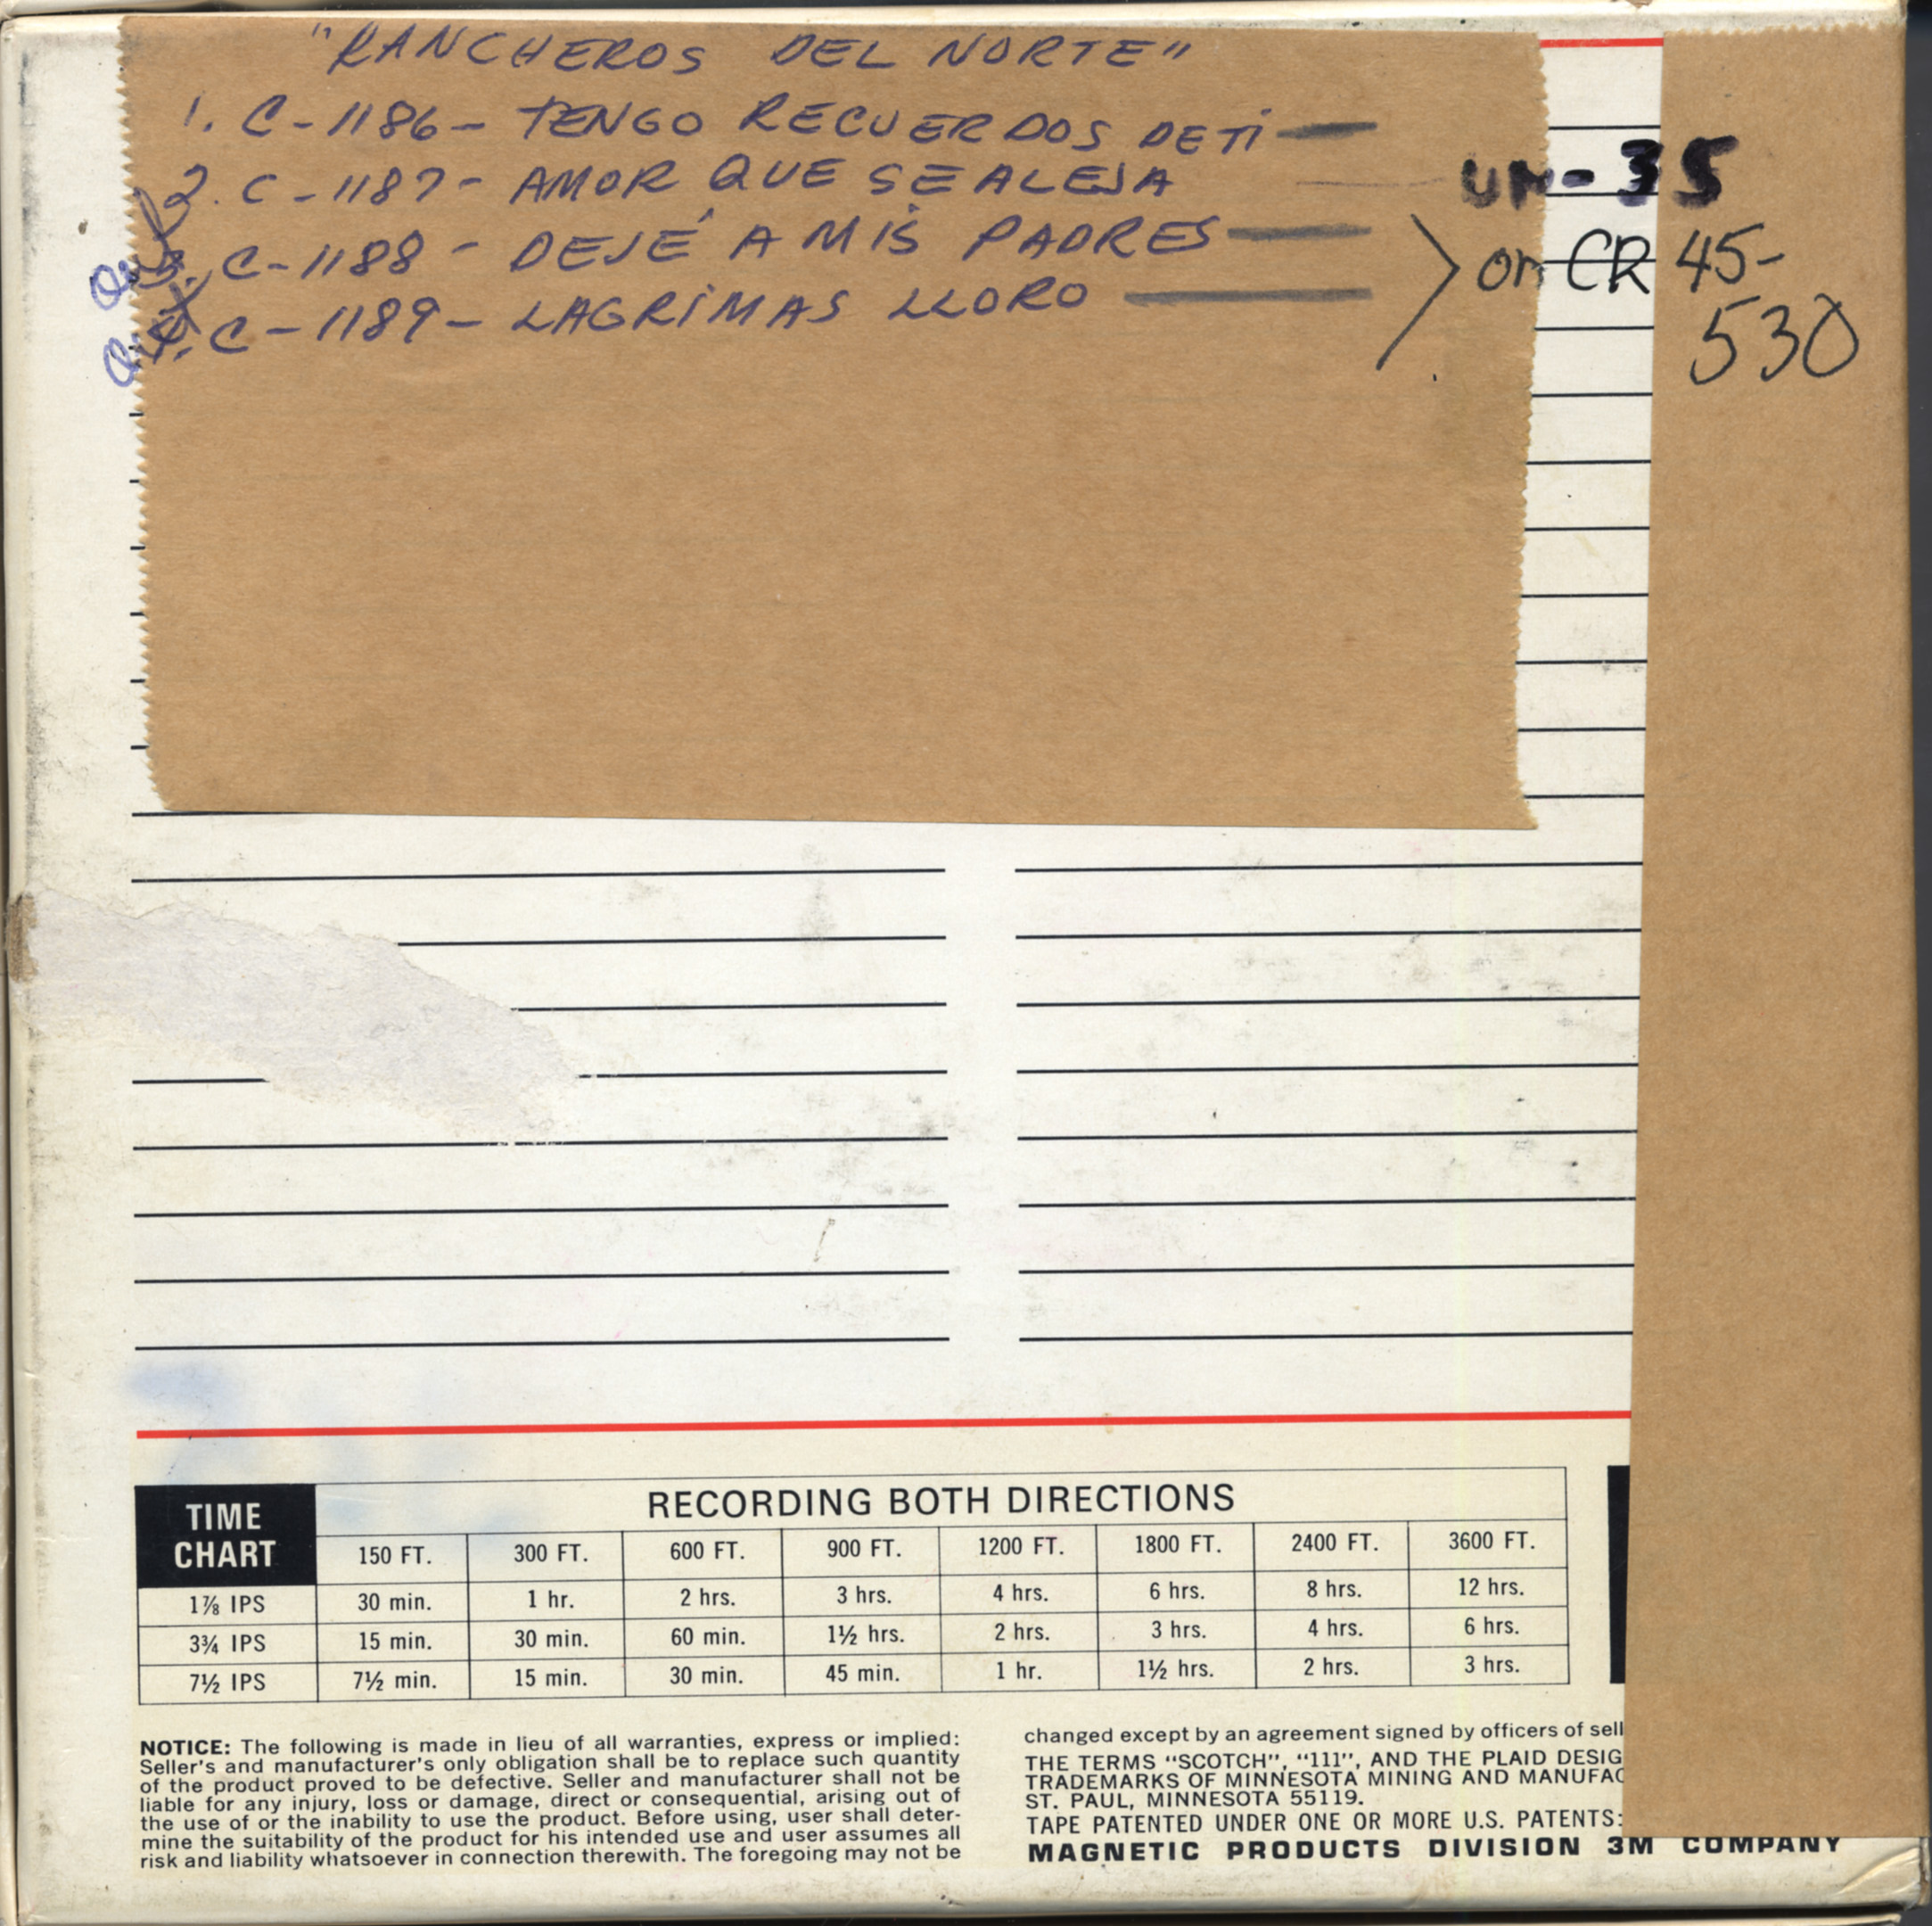 "RANCHEROS DEL NORTE"
1. C-1186- TENGO RECUERDOS DE TI
2. C-1187- AMOR QUE SE ALEJA
UN-35
Out 3. C-1188- DEJÉ A MIS PADRES
on CR 45-
530
Out 4. C-1189- LAGRIMAS LLORO
TIME CHART
RECORDING BOTH DIRECTIONS
150 FT. 300 FT. 600 FT. 900 FT. 1200 FT. 1800 FT. 2400 FT. 3600 FT.
1⅞ IPS 30 min. 1 hr. 2 hrs. 3 hrs. 4 hrs. 6 hrs. 8 hrs. 12 hrs.
3¾ IPS 15 min. 30 min. 60 min. 1½ hrs. 2 hrs. 3 hrs. 4 hrs. 6 hrs.
7½ IPS 7½ min. 15 min. 30 min. 45 min. 1 hr. 1½ hrs. 2 hrs. 3 hrs.
NOTICE: The following is made in lieu of all warranties, express or implied:
Seller's and manufacturer's only obligation shall be to replace such quantity
of the product proved to be defective. Seller and manufacturer shall not be
liable for any injury, loss or damage, direct or consequential, arising out of
the use of or the inability to use the product. Before using, user shall deter-
mine the suitability of the product for his intended use and user assumes all
risk and liability whatsoever in connection therewith. The foregoing may not be
changed except by an agreement signed by officers of sell
THE TERMS "SCOTCH", "111", AND THE PLAID DESIG
TRADEMARKS OF MINNESOTA MINING AND MANUFAC
ST. PAUL, MINNESOTA 55119.
TAPE PATENTED UNDER ONE OR MORE U.S. PATENTS:
MAGNETIC PRODUCTS DIVISION 3M COMPANY